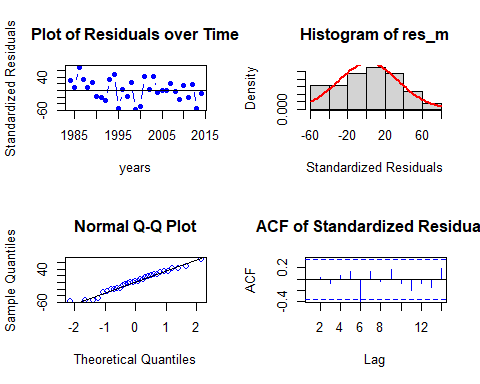 Plot of Residuals over Time
Standardized Residuals
40
-60
1985
1995
2005
2015
years
Histogram of res_m
Density
0.000
-60
-20
20
60
Standardized Residuals
Normal Q-Q Plot
Sample Quantiles
40
-60
-2
-1
0
1
2
Theoretical Quantiles
ACF of Standardized Residua
ACF
0.2
-0.4
2
4
6
8
12
Lag